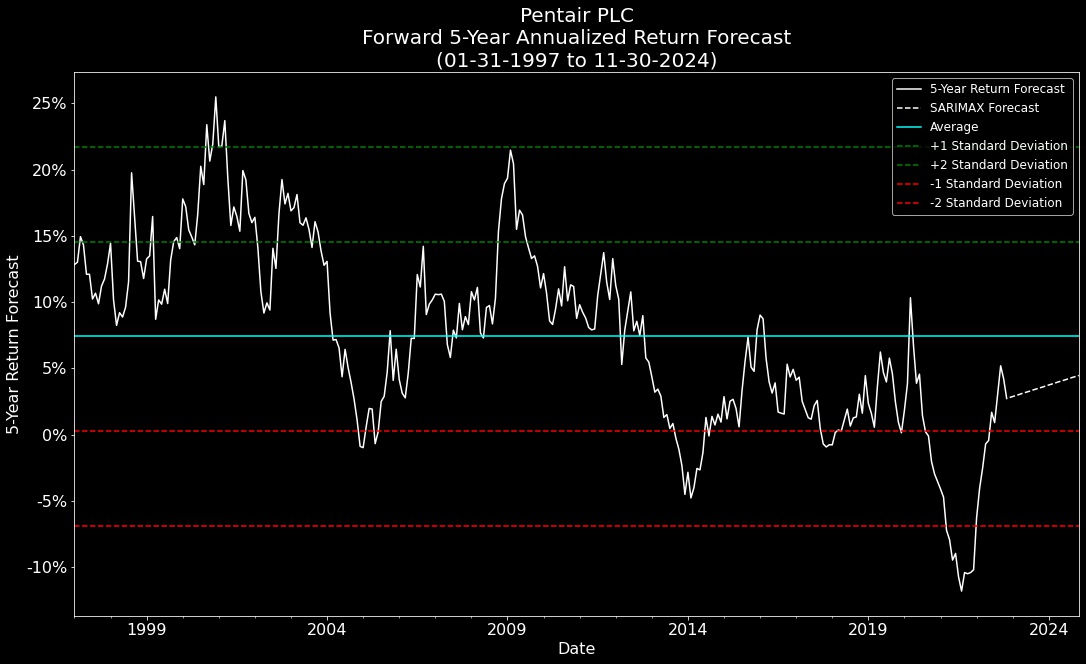 Pentair PLC
Forward 5-Year Annualized Return Forecast
(01-31-1997 to 11-30-2024)
5-Year Return Forecast
25%
20%
15%
10%
5%
0%
-5%
-10%
5-Year Return Forecast
SARIMAX Forecast
Average
+1 Standard Deviation
+2 Standard Deviation
-1 Standard Deviation
-2 Standard Deviation
1999 2004 2009 2014 2019 2024
Date